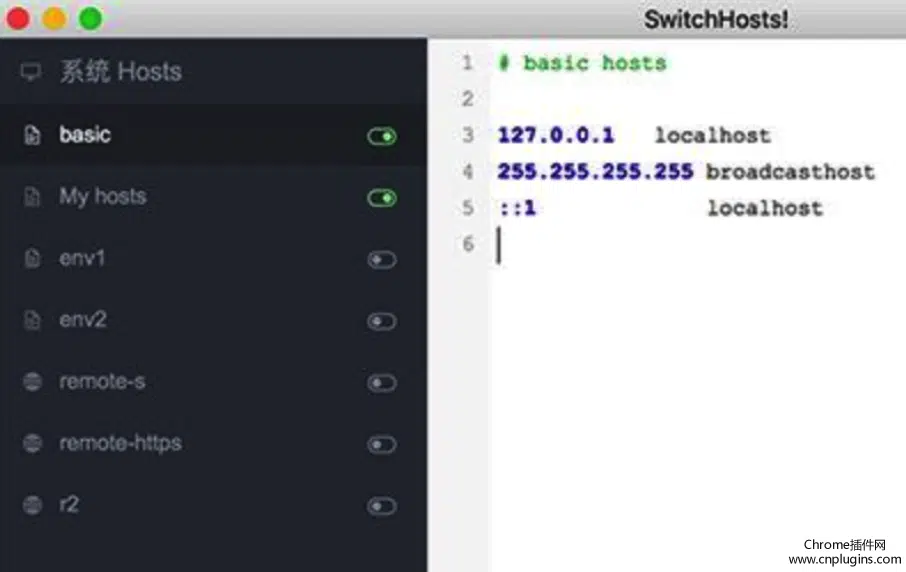 SwitchHosts!
系统 Hosts
basic
My hosts
env1
env2
remote-s
remote-https
r2
1 # basic hosts
2
3 127.0.0.1 localhost
4 255.255.255.255 broadcasthost
5 ::1 localhost
6
Chrome插件网
www.cnplugins.com